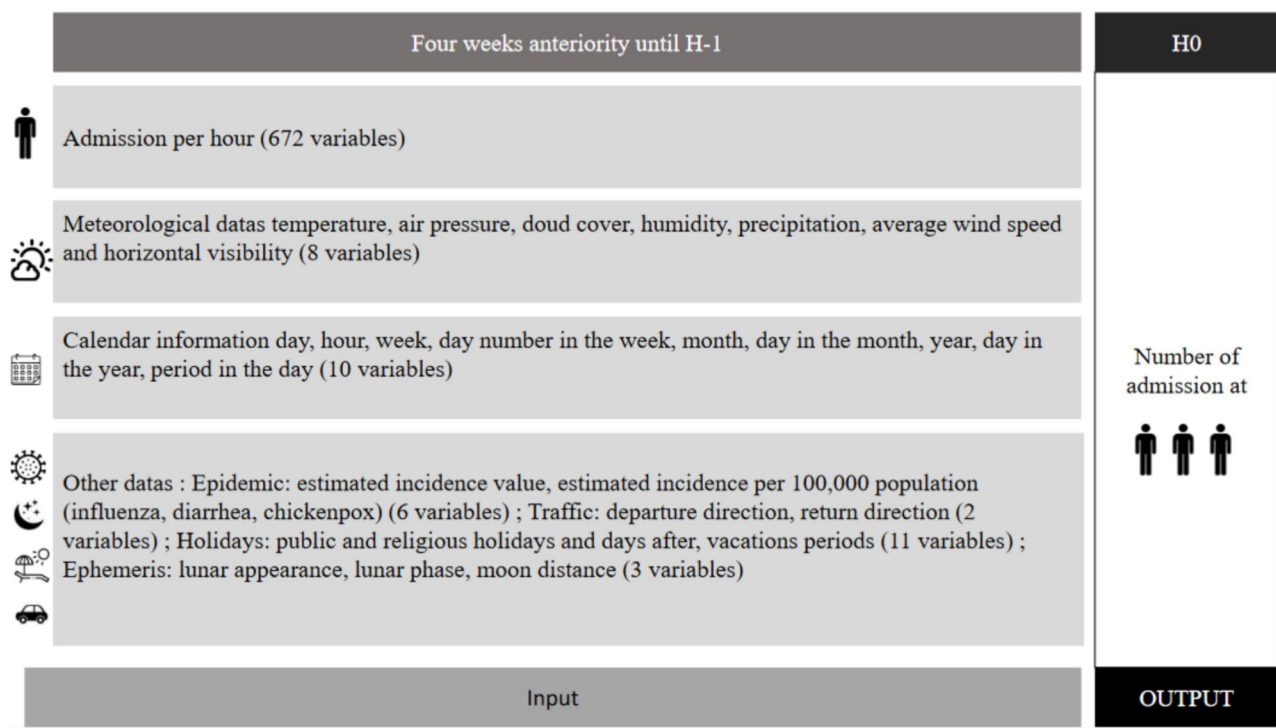 Four weeks anteriority until H-1
H0
Admission per hour (672 variables)
Meteorological datas temperature, air pressure, doud cover, humidity, precipitation, average wind speed
and horizontal visibility (8 variables)
Calendar information day, hour, week, day number in the week, month, day in the month, year, day in
the year, period in the day (10 variables)
Other datas : Epidemic: estimated incidence value, estimated incidence per 100,000 population
(influenza, diarrhea, chickenpox) (6 variables) ; Traffic: departure direction, return direction (2
variables) ; Holidays: public and religious holidays and days after, vacations periods (11 variables) ;
Ephemeris: lunar appearance, lunar phase, moon distance (3 variables)
Number of
admission at
Input
OUTPUT